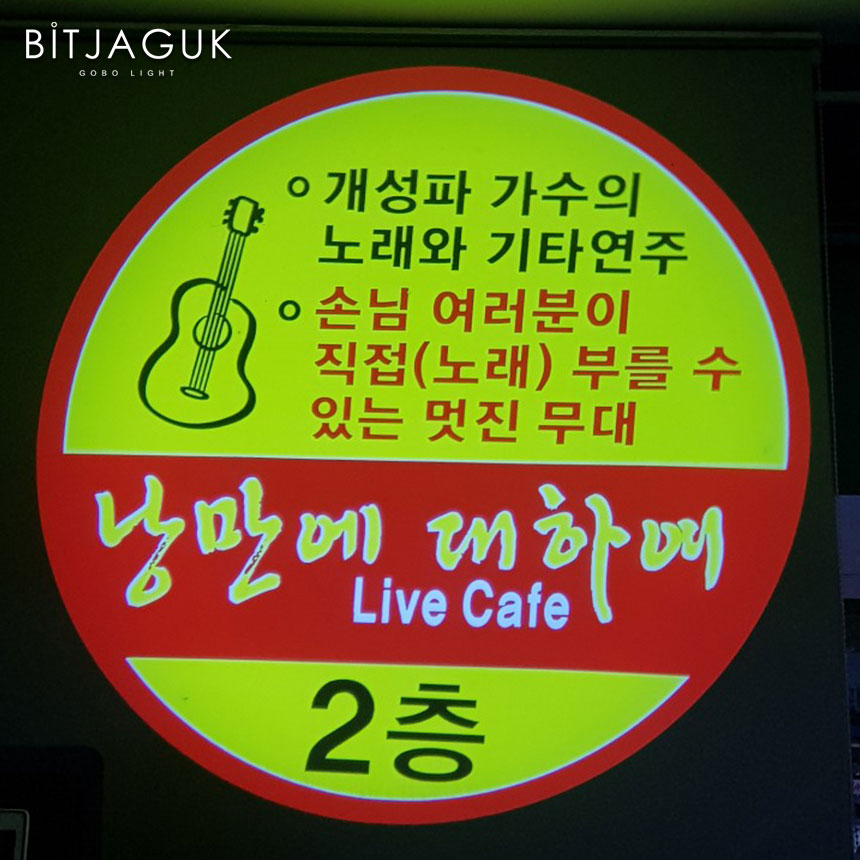 BITJAGUK
GOBO LIGHT
개성파 가수의
노래와 기타연주
손님 여러분이
직접(노래) 부를 수
있는 멋진 무대
낭만에 대하여
Live Cafe
2층